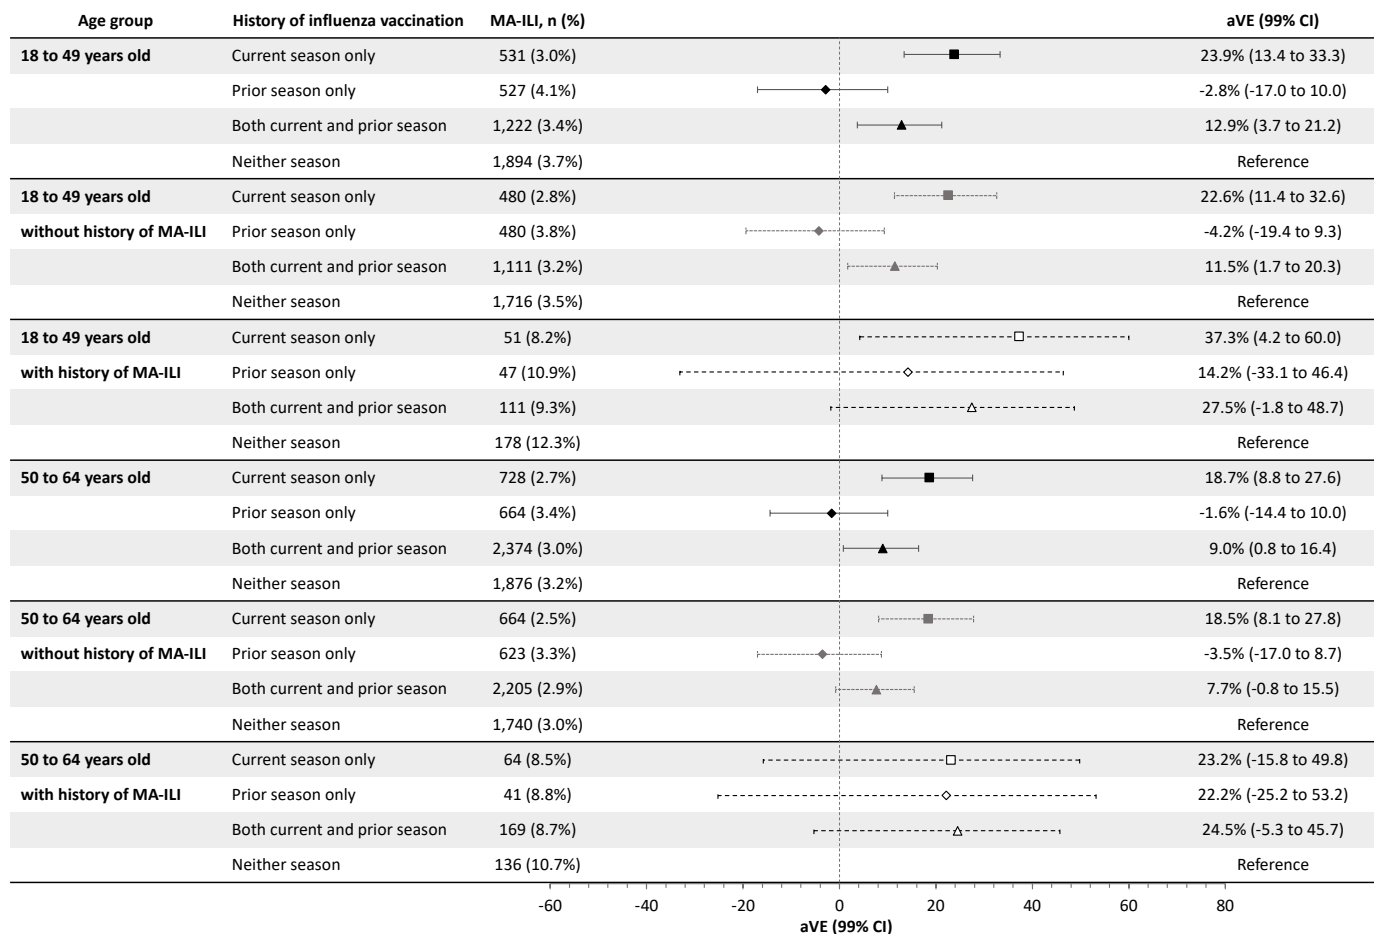 Age group History of influenza vaccination MA-ILI, n (%) aVE (99% CI)
18 to 49 years old Current season only 531 (3.0%) 23.9% (13.4 to 33.3)
Prior season only 527 (4.1%) -2.8% (-17.0 to 10.0)
Both current and prior season 1,222 (3.4%) 12.9% (3.7 to 21.2)
Neither season 1,894 (3.7%) Reference
18 to 49 years old Current season only 480 (2.8%) 22.6% (11.4 to 32.6)
without history of MA-ILI Prior season only 480 (3.8%) -4.2% (-19.4 to 9.3)
Both current and prior season 1,111 (3.2%) 11.5% (1.7 to 20.3)
Neither season 1,716 (3.5%) Reference
18 to 49 years old Current season only 51 (8.2%) 37.3% (4.2 to 60.0)
with history of MA-ILI Prior season only 47 (10.9%) 14.2% (-33.1 to 46.4)
Both current and prior season 111 (9.3%) 27.5% (-1.8 to 48.7)
Neither season 178 (12.3%) Reference
50 to 64 years old Current season only 728 (2.7%) 18.7% (8.8 to 27.6)
Prior season only 664 (3.4%) -1.6% (-14.4 to 10.0)
Both current and prior season 2,374 (3.0%) 9.0% (0.8 to 16.4)
Neither season 1,876 (3.2%) Reference
50 to 64 years old Current season only 664 (2.5%) 18.5% (8.1 to 27.8)
without history of MA-ILI Prior season only 623 (3.3%) -3.5% (-17.0 to 8.7)
Both current and prior season 2,205 (2.9%) 7.7% (-0.8 to 15.5)
Neither season 1,740 (3.0%) Reference
50 to 64 years old Current season only 64 (8.5%) 23.2% (-15.8 to 49.8)
with history of MA-ILI Prior season only 41 (8.8%) 22.2% (-25.2 to 53.2)
Both current and prior season 169 (8.7%) 24.5% (-5.3 to 45.7)
Neither season 136 (10.7%) Reference
-60 -40 -20 0 20 40 60 80
aVE (99% CI)